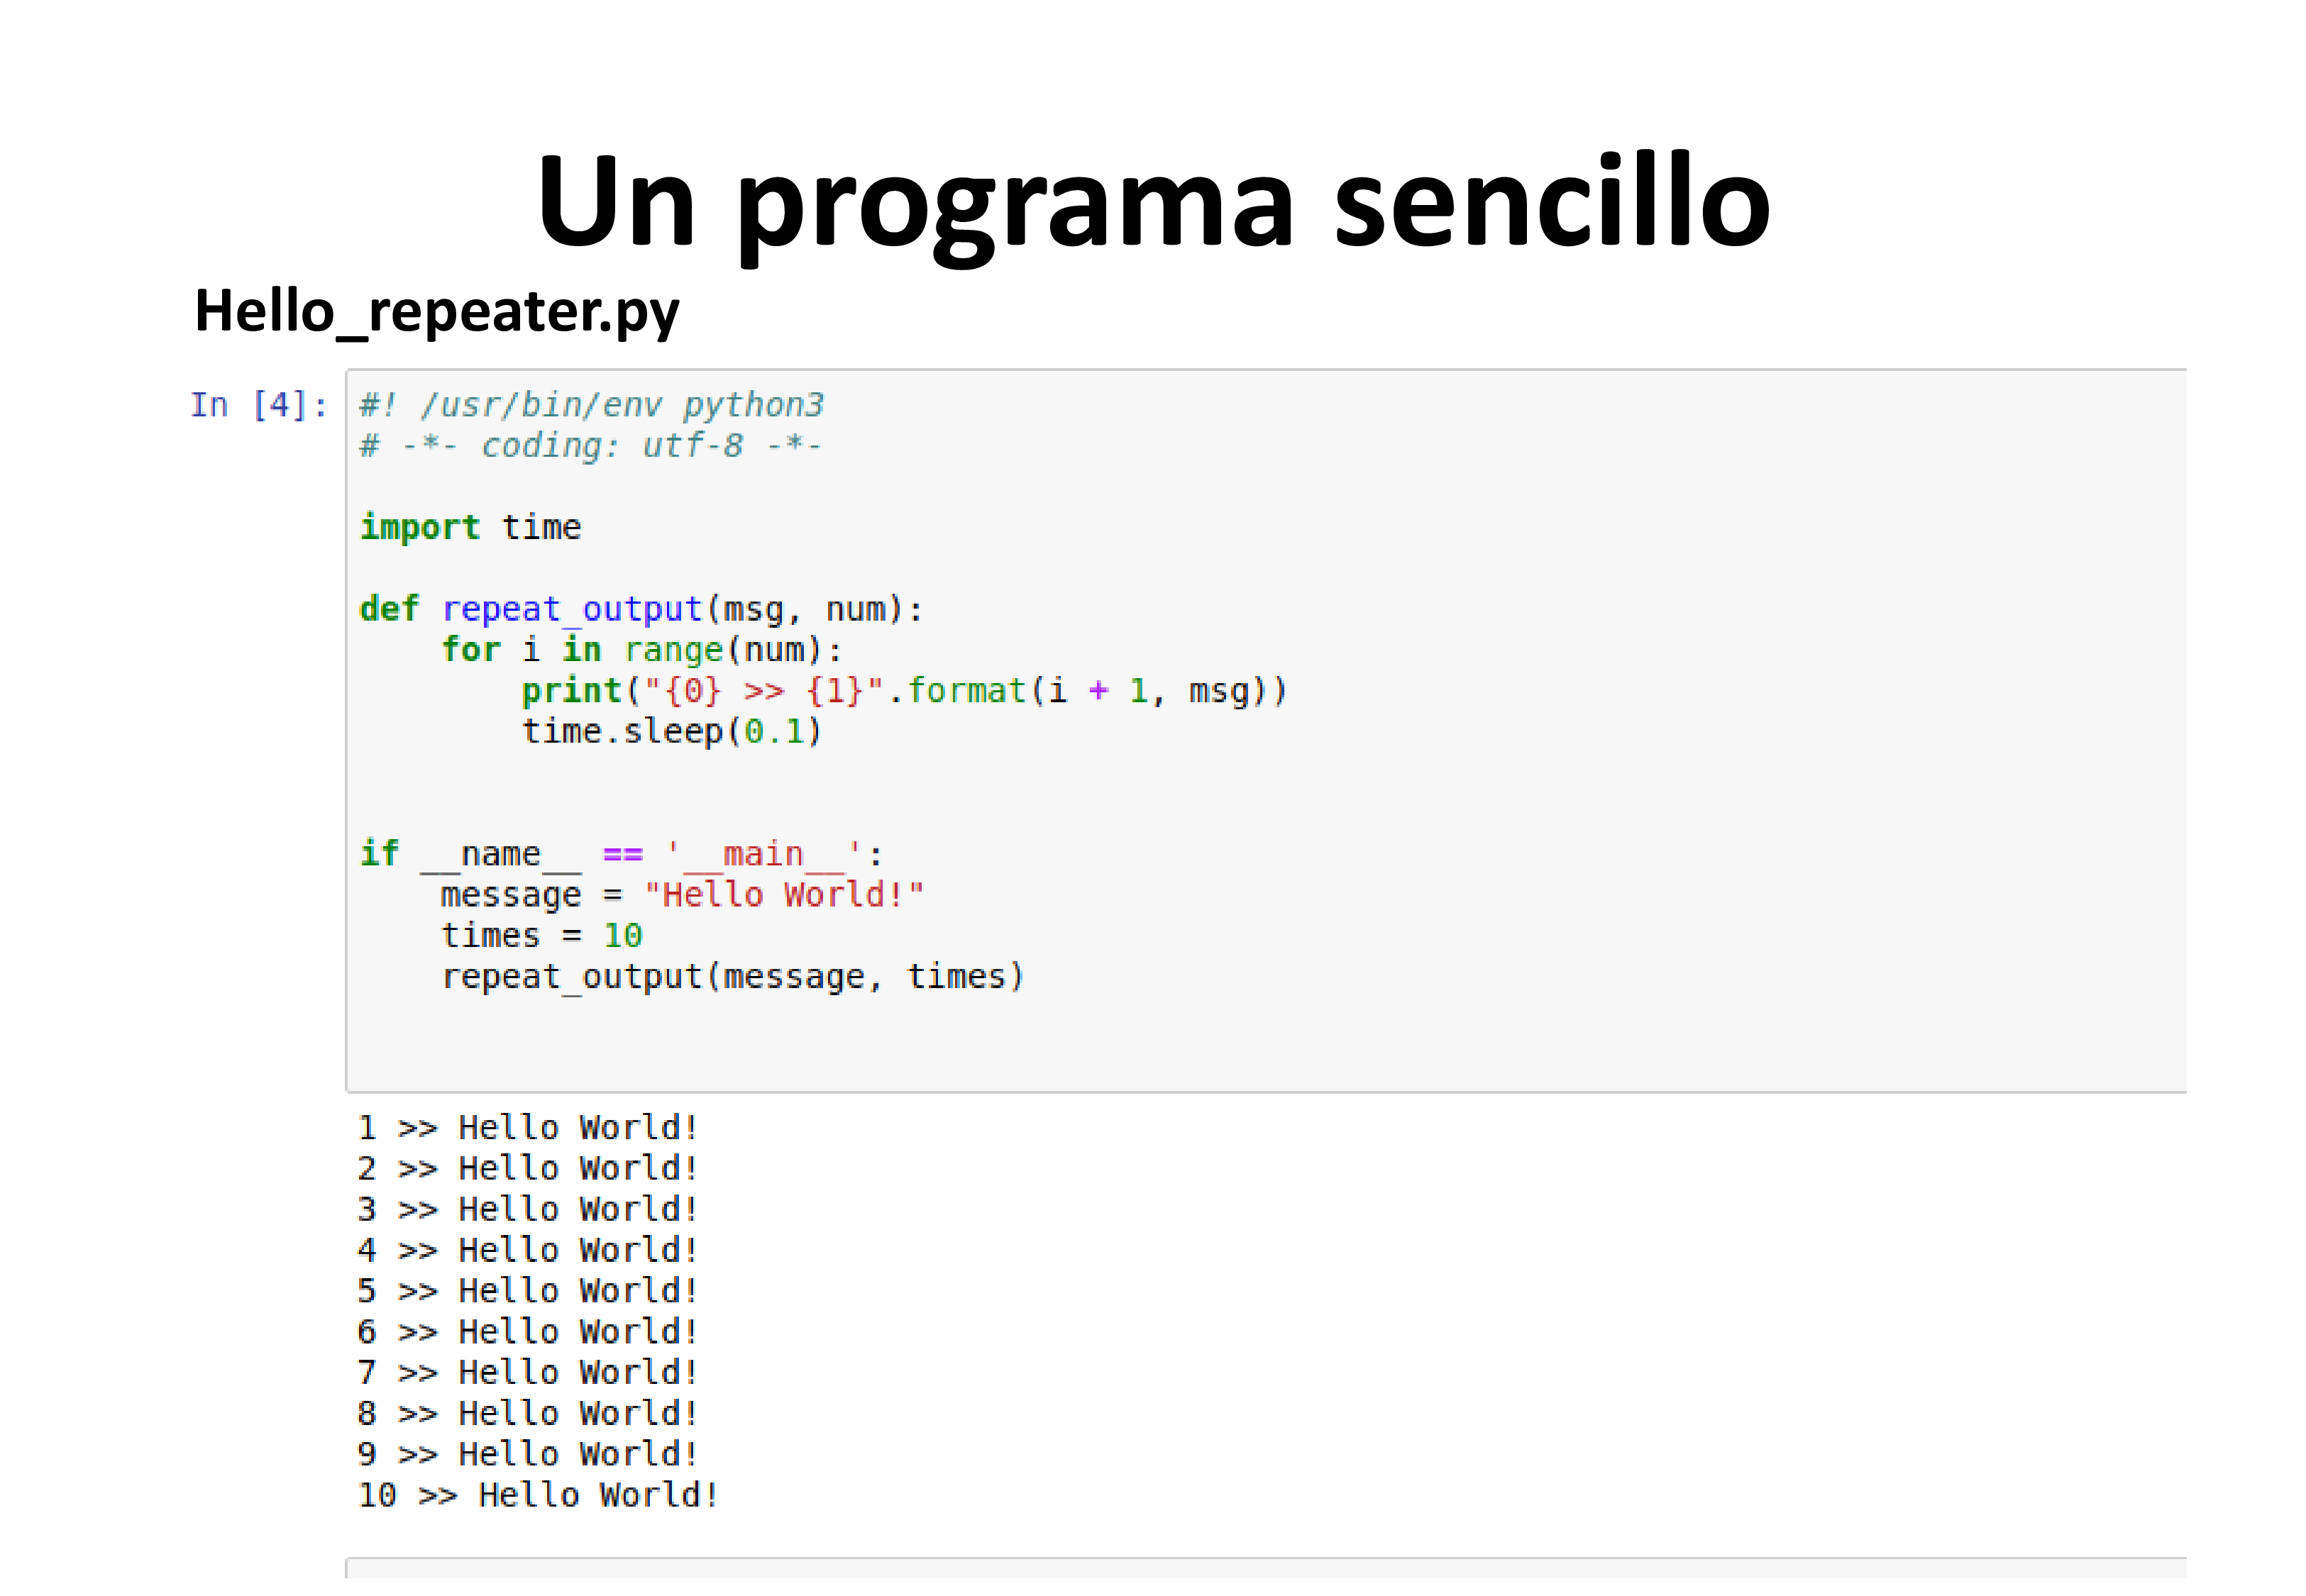 Un programa sencillo
Hello_repeater.py
In [4]:
#! /usr/bin/env python3
# -*- coding: utf-8 -*-
import time
def repeat_output(msg, num):
    for i in range(num):
        print("{0} >> {1}".format(i + 1, msg))
        time.sleep(0.1)
if __name__ == '__main__':
    message = "Hello World!"
    times = 10
    repeat_output(message, times)
1 >> Hello World!
2 >> Hello World!
3 >> Hello World!
4 >> Hello World!
5 >> Hello World!
6 >> Hello World!
7 >> Hello World!
8 >> Hello World!
9 >> Hello World!
10 >> Hello World!